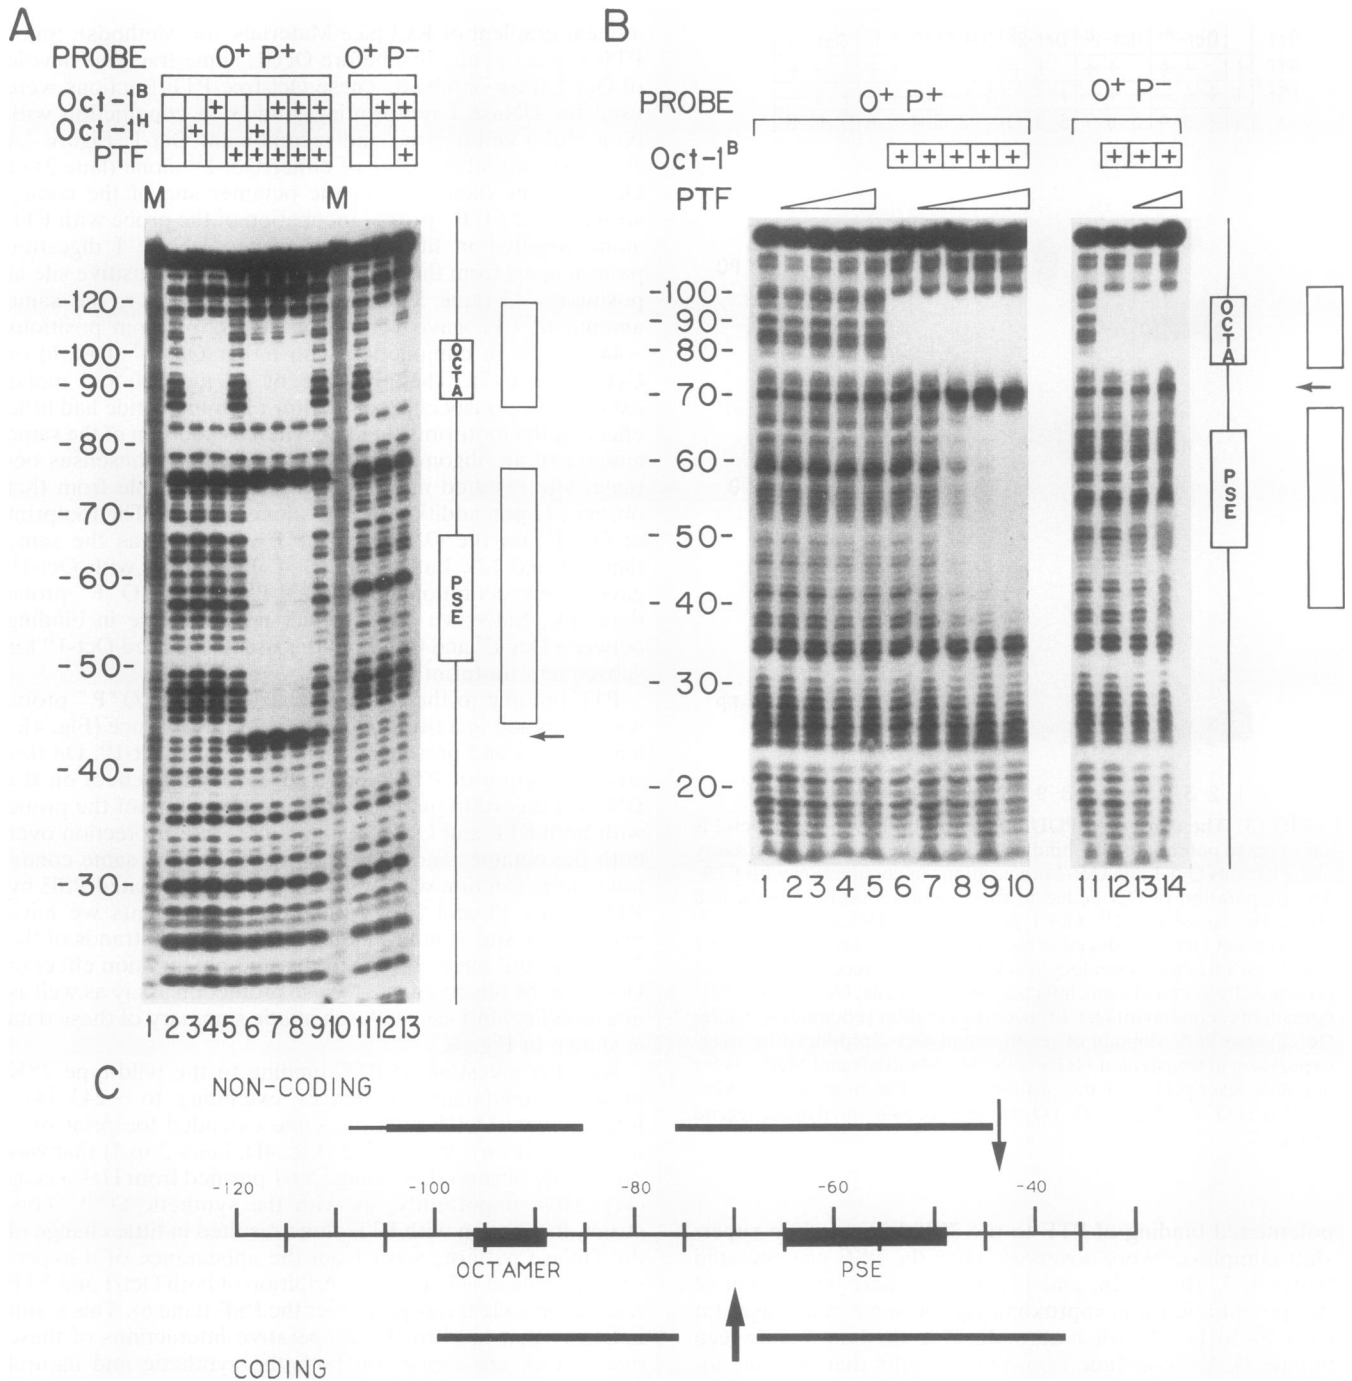 A
PROBE O+ P+ O+ P-
Oct-1B + + + + + +
Oct-1H + +
PTF + + + + + +
M M
-120-
-100-
-90-
-80-
-70-
-60-
-50-
-40-
-30-
OCTA
PSE
1 2 3 4 5 6 7 8 9 10 11 12 13
B
PROBE O+ P+ O+ P-
Oct-1B + + + + + + + +
PTF
-100-
-90-
-80-
-70-
-60-
-50-
-40-
-30-
-20-
OCTA
PSE
1 2 3 4 5 6 7 8 9 10 11 12 13 14
C
NON-CODING
-120 -100 -80 -60 -40
OCTAMER PSE
CODING